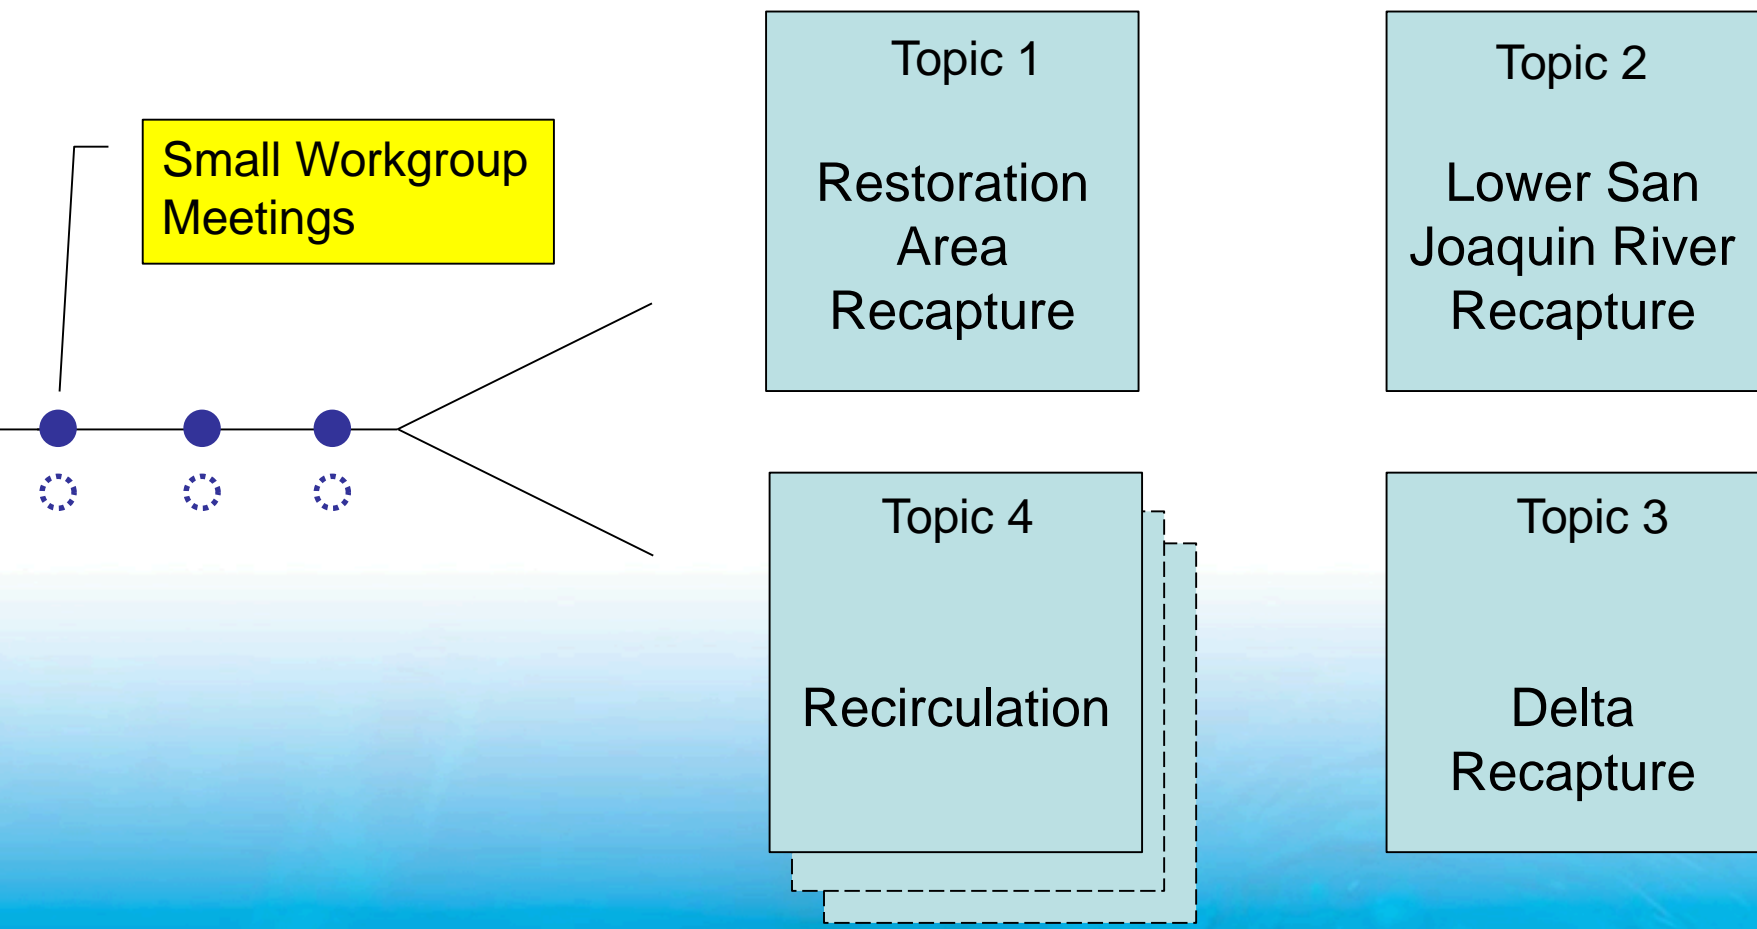 Small Workgroup
Meetings
Topic 1
Restoration
Area
Recapture
Topic 2
Lower San
Joaquin River
Recapture
Topic 4
Recirculation
Topic 3
Delta
Recapture